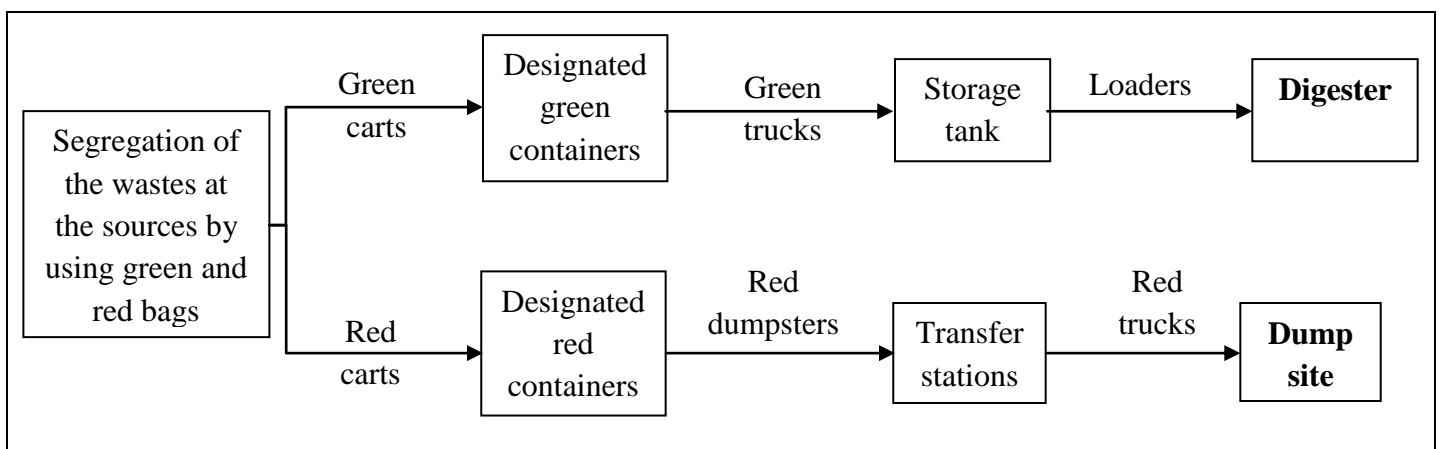 Segregation of
the wastes at
the sources by
using green and
red bags
Green
carts
Designated
green
containers
Green
trucks
Storage
tank
Loaders
Digester
Red
carts
Designated
red
containers
Red
dumpsters
Transfer
stations
Red
trucks
Dump
site